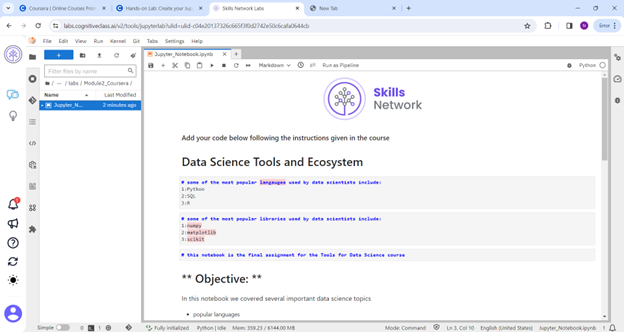 Coursera | Online Courses From
Hands-on Lab: Create your Jup
Skills Network Labs
New Tab
labs.cognitiveclass.ai/v2/tools/jupyterlab?ulid=ulid-c04e20137326c665f3f0d2742e50c6cafa0644cb
Error
File Edit View Run Kernel Git Tabs Settings Help
Jupyter_Notebook.ipynb
Markdown
Run as Pipeline
Python
Filter files by name
/ ··· / labs / Module2_Coursera /
Name Last Modified
Jupyter_N... 2 minutes ago
Skills
Network
Add your code below following the instructions given in the course
Data Science Tools and Ecosystem
# some of the most popular langauges used by data scientists include:
1:Python
2:SQL
3:R
# some of the most popular libraries used by data scientists include:
1:numpy
2:matplotlib
3:scikit
# this notebook is the final assignment for the Tools for Data Science course
** Objective: **
In this notebook we covered several important data science topics
• popular languages
Simple 0 1 Fully initialized Python | Idle Mem: 359.23 / 6144.00 MB Mode: Command Ln 3, Col 10 English (United States) Jupyter_Notebook.ipynb 1